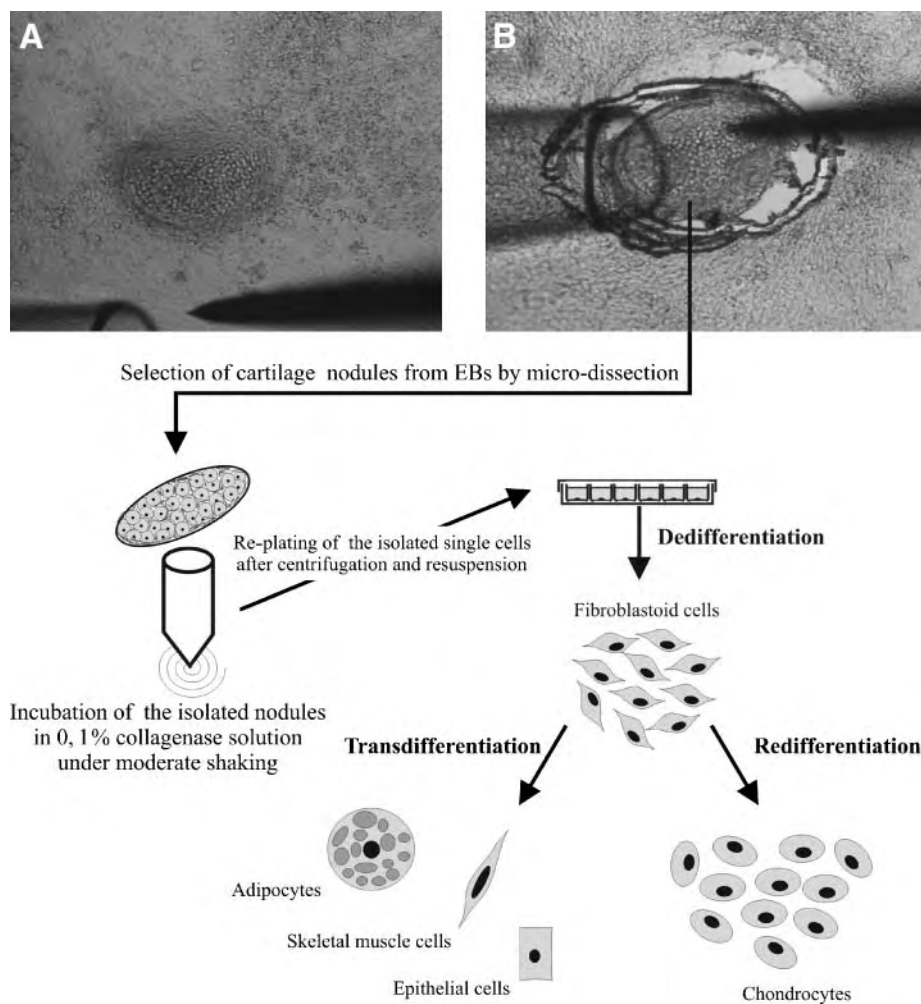 A
B
Selection of cartilage nodules from EBs by micro-dissection
Re-plating of the isolated single cells
after centrifugation and resuspension
Dedifferentiation
Fibroblastoid cells
Incubation of the isolated nodules
in 0, 1% collagenase solution
under moderate shaking
Transdifferentiation
Redifferentiation
Adipocytes
Skeletal muscle cells
Epithelial cells
Chondrocytes